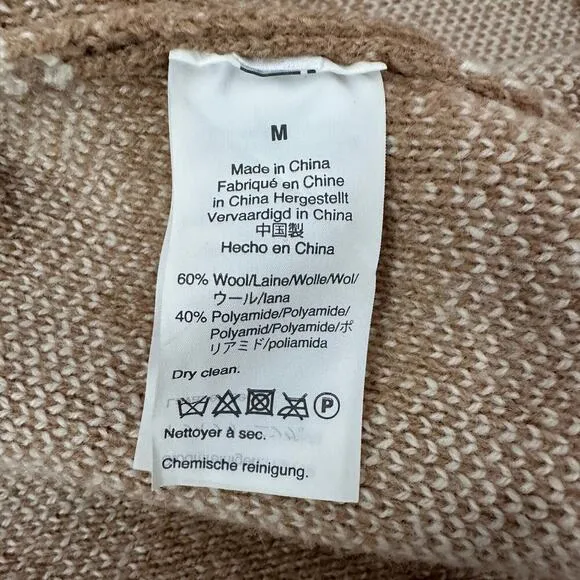 M
Made in China
Fabriqué en Chine
in China Hergestellt
Vervaardigd in China
中国製
Hecho en China
60% Wool/Laine/Wolle/Wol/
ウール/lana
40% Polyamide/Polyamide/
Polyamid/Polyamide/ポ
リアミド/poliamida
Dry clean.
P
Nettoyer à sec.
Chemische reinigung.